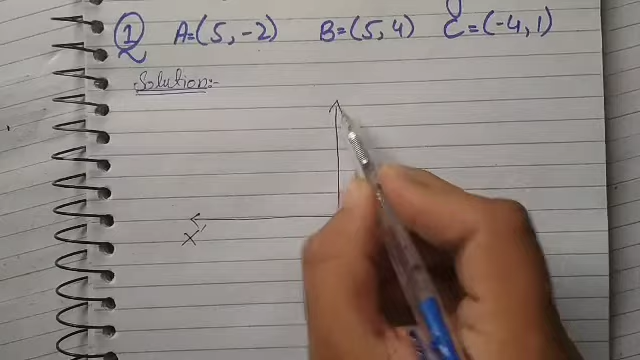 ① A=(5,-2) B=(5,4) C=(-4,1)
Solution:-
X'